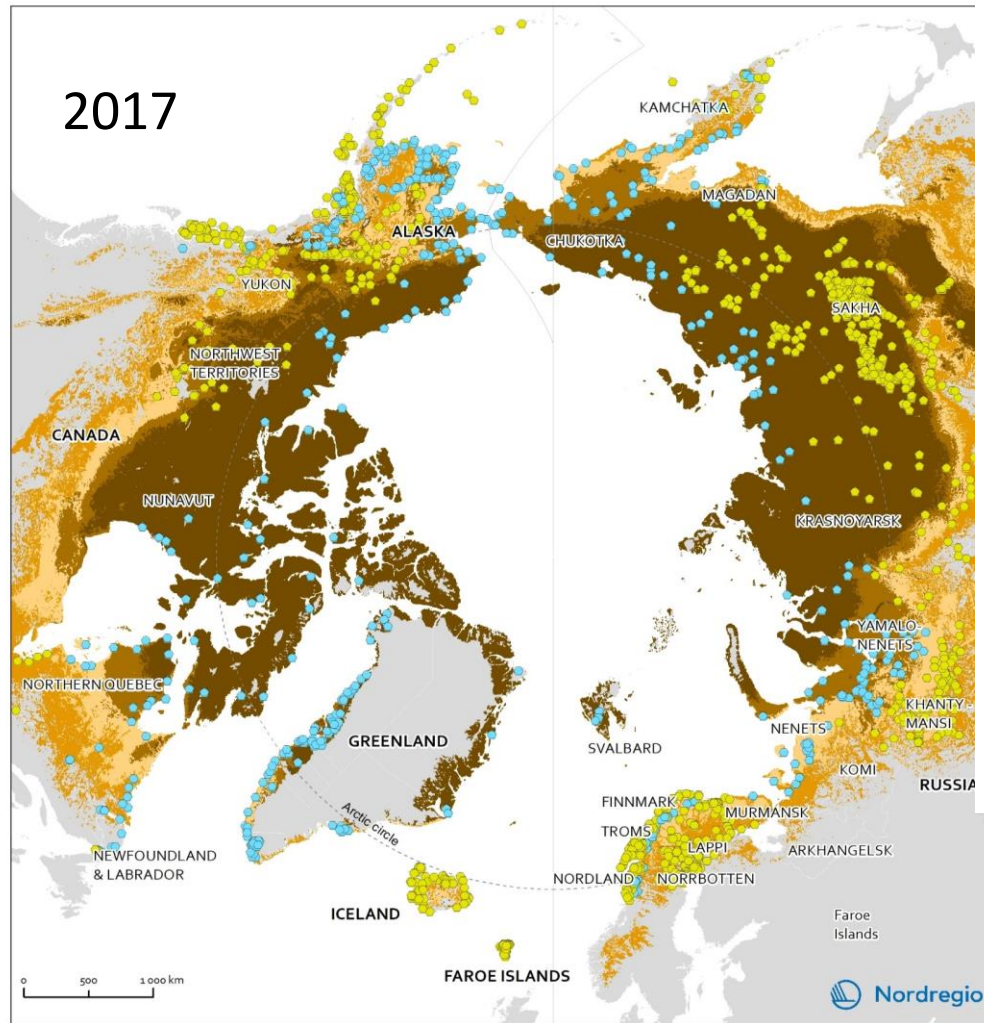 2017
KAMCHATKA
MAGADAN
ALASKA
CHUKOTKA
YUKON
SAKHA
NORTHWEST
TERRITORIES
CANADA
NUNAVUT
KRASNOYARSK
YAMALO-
NENETS
NORTHERN QUEBEC
KHANTY-
MANSI
NENETS
GREENLAND
SVALBARD
KOMI
RUSSIA
FINNMARK
MURMANSK
Arctic circle
TROMS
LAPPI
ARKHANGELSK
NEWFOUNDLAND
& LABRADOR
NORDLAND
NORRBOTTEN
ICELAND
Faroe
Islands
FAROE ISLANDS
0 500 1 000 km
Nordregio